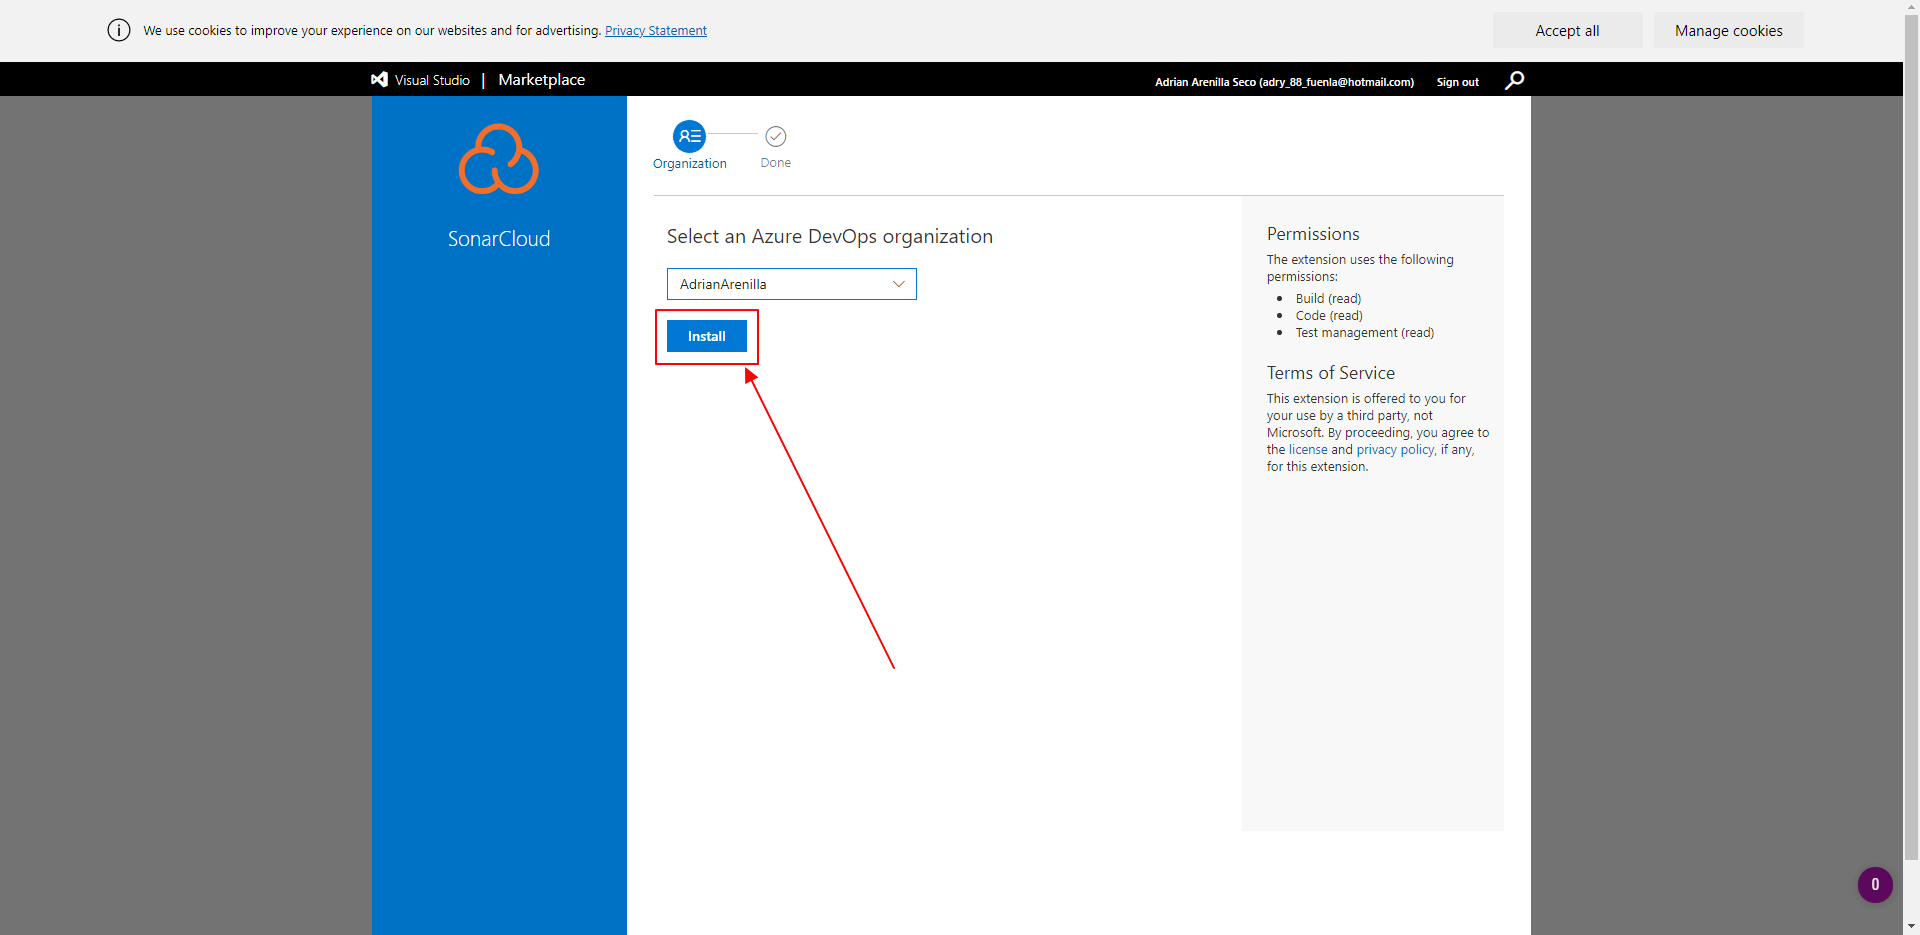 We use cookies to improve your experience on our websites and for advertising. Privacy Statement
Accept all
Manage cookies
Visual Studio | Marketplace
Adrian Arenilla Seco (adry_88_fuenla@hotmail.com)
Sign out
SonarCloud
Organization
Done
Select an Azure DevOps organization
AdrianArenilla
Install
Permissions
The extension uses the following
permissions:
Build (read)
Code (read)
Test management (read)
Terms of Service
This extension is offered to you for
your use by a third party, not
Microsoft. By proceeding, you agree to
the license and privacy policy, if any,
for this extension.
0